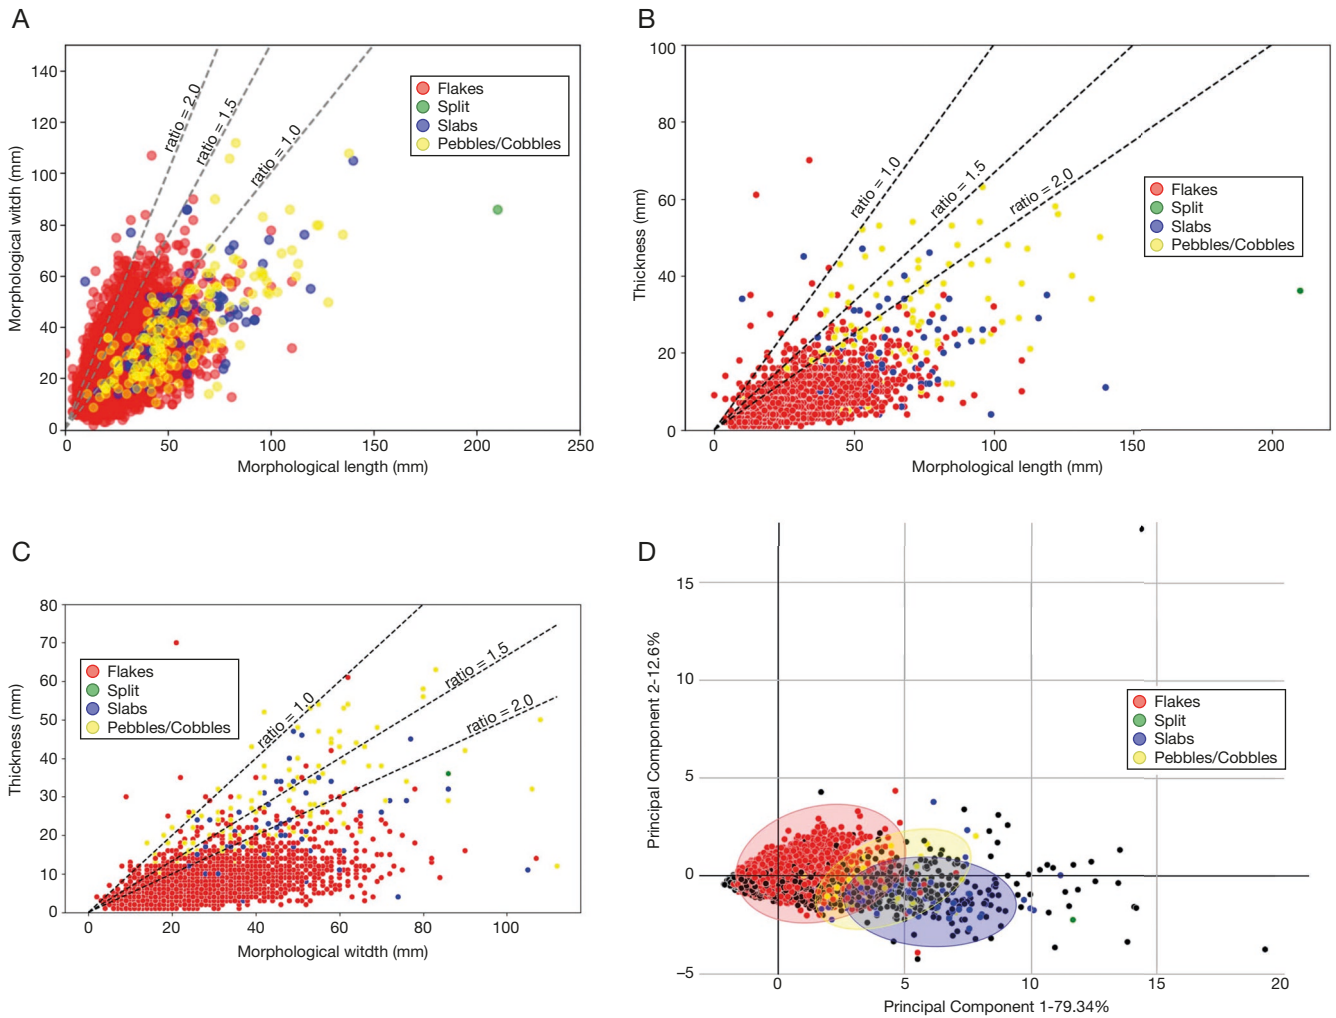 A
Morphological witdh (mm)
140
120
100
80
60
40
20
0
0
50
100
150
200
250
Morphological length (mm)
ratio = 2.0
ratio = 1.5
ratio = 1.0
Flakes
Split
Slabs
Pebbles/Cobbles
B
Thickness (mm)
100
80
60
40
20
0
0
50
100
150
200
Morphological length (mm)
ratio = 1.0
ratio = 1.5
ratio = 2.0
Flakes
Split
Slabs
Pebbles/Cobbles
C
Thickness (mm)
80
70
60
50
40
30
20
10
0
0
20
40
60
80
100
Morphological witdth (mm)
ratio = 1.0
ratio = 1.5
ratio = 2.0
Flakes
Split
Slabs
Pebbles/Cobbles
D
Principal Component 2-12.6%
15
10
5
0
–5
0
5
10
15
20
Principal Component 1-79.34%
Flakes
Split
Slabs
Pebbles/Cobbles